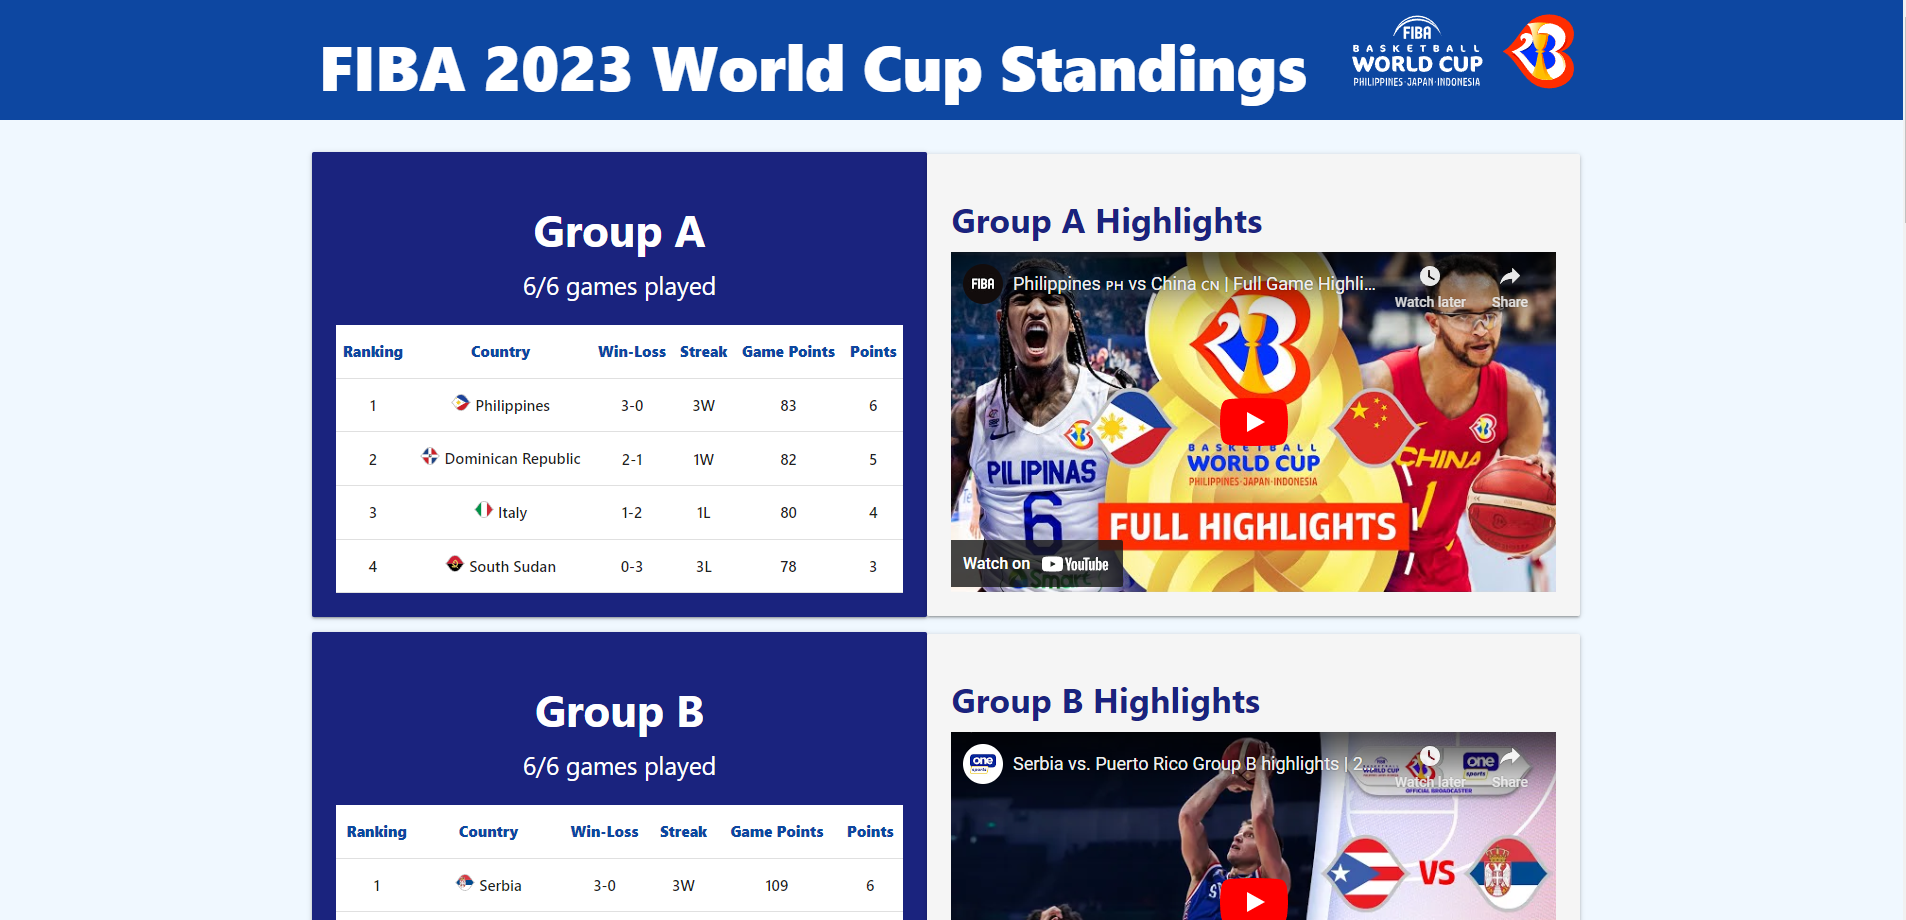 FIBA 2023 World Cup Standings
FIBA
BASKETBALL
WORLD CUP
PHILIPPINES·JAPAN·INDONESIA
Group A
6/6 games played
Ranking Country Win-Loss Streak Game Points Points
1 Philippines 3-0 3W 83 6
2 Dominican Republic 2-1 1W 82 5
3 Italy 1-2 1L 80 4
4 South Sudan 0-3 3L 78 3
Group A Highlights
FIBA Philippines PH vs China CN | Full Game Highli...
Watch later Share
PILIPINAS
6
CHINA
1
BASKETBALL
WORLD CUP
PHILIPPINES·JAPAN·INDONESIA
FULL HIGHLIGHTS
Watch on YouTube
Smart
Group B
6/6 games played
Ranking Country Win-Loss Streak Game Points Points
1 Serbia 3-0 3W 109 6
Group B Highlights
one sports Serbia vs. Puerto Rico Group B highlights | 2...
Watch later Share
WORLD CUP
one
sports
OFFICIAL BROADCASTER
VS